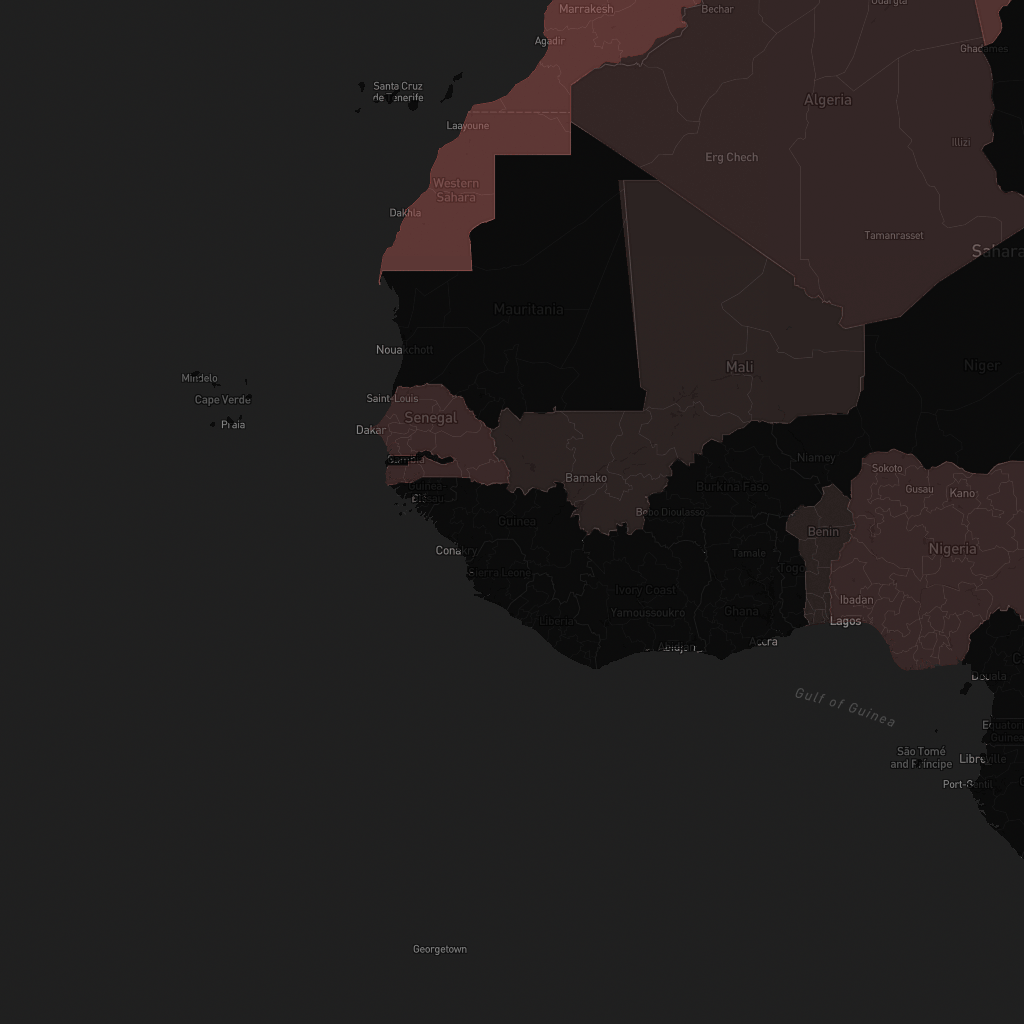 Marrakesh
Bechar
Ouargla
Agadir
Ghadames
Santa Cruz
de Tenerife
Algeria
Laayoune
Illizi
Erg Chech
Western
Sahara
Dakhla
Tamanrasset
Sahara
Mauritania
Nouakchott
Niger
Mali
Mindelo
Cape Verde
Saint-Louis
Senegal
Praia
Dakar
Gambia
Niamey
Sokoto
Bamako
Burkina Faso
Gusau
Kano
Guinea
Bissau
Bobo Dioulasso
Guinea
Benin
Conakry
Tamale
Nigeria
Sierra Leone
Togo
Ivory Coast
Ibadan
Yamoussoukro
Ghana
Liberia
Lagos
Abidjan
Accra
C
Douala
Gulf of Guinea
Equatorial
Guinea
São Tomé
and Príncipe
Libreville
Port-Gentil
Georgetown